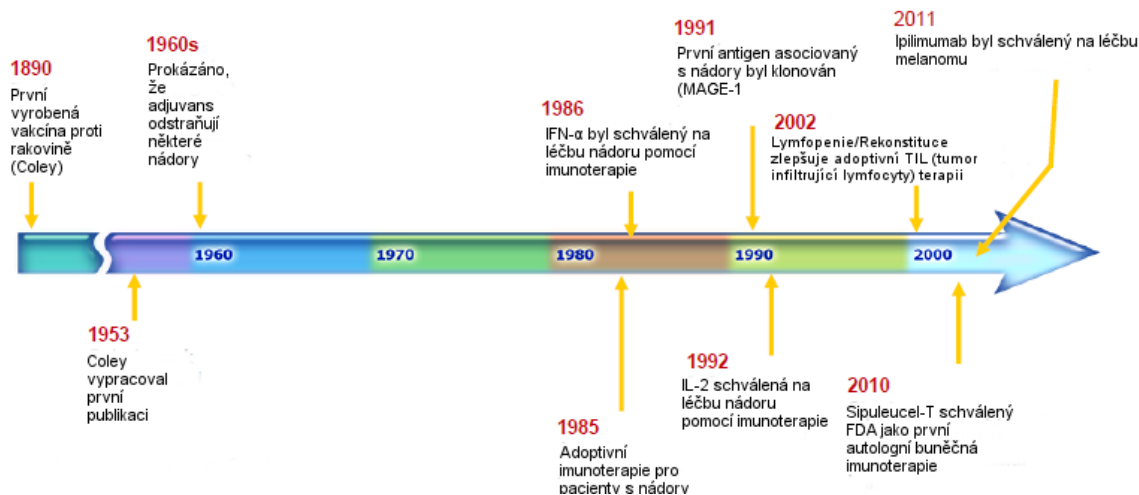 1890
První
vyrobená
vakcína proti
rakovině
(Coley)
1960s
Prokázáno,
že
adjuvans
odstraňují
některé
nádory
1986
IFN-α byl schválený na
léčbu nádoru pomocí
imunoterapie
1991
První antigen asociovaný
s nádory byl klonován
(MAGE-1
2002
Lymfopenie/Rekonstituce
zlepšuje adoptivní TIL (tumor
infiltrující lymfocyty) terapii
2011
Ipilimumab byl schválený na léčbu
melanomu
1960
1970
1980
1990
2000
1953
Coley
vypracoval
první
publikaci
1985
Adoptivní
imunoterapie pro
pacienty s nádory
1992
IL-2 schválená na
léčbu nádoru
pomocí imunoterapie
2010
Sipuleucel-T schválený
FDA jako první
autologní buněčná
imunoterapie